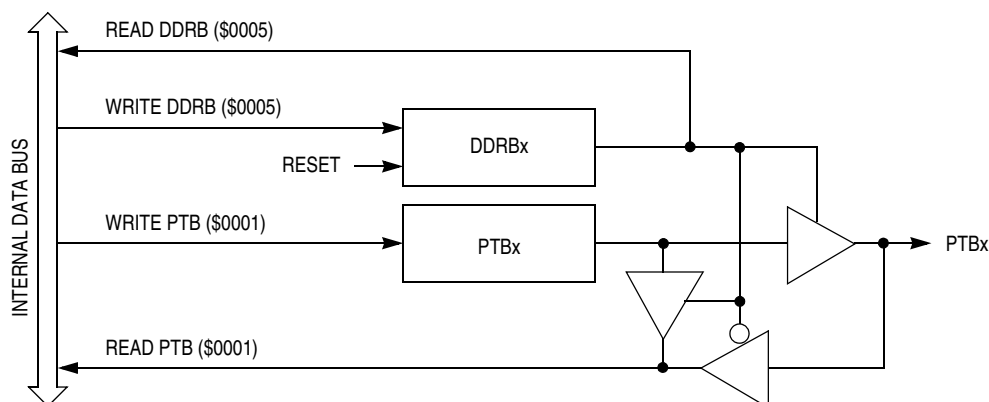 READ DDRB ($0005)
WRITE DDRB ($0005)
DDRBx
RESET
INTERNAL DATA BUS
WRITE PTB ($0001)
PTBx
PTBx
READ PTB ($0001)